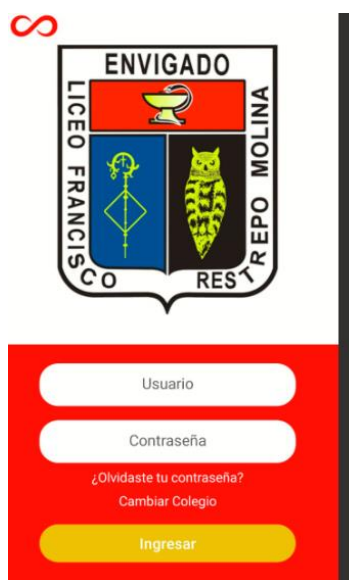 ENVIGADO
LICEO FRANCISCO RESTREPO MOLINA
Usuario
Contraseña
¿Olvidaste tu contraseña?
Cambiar Colegio
Ingresar